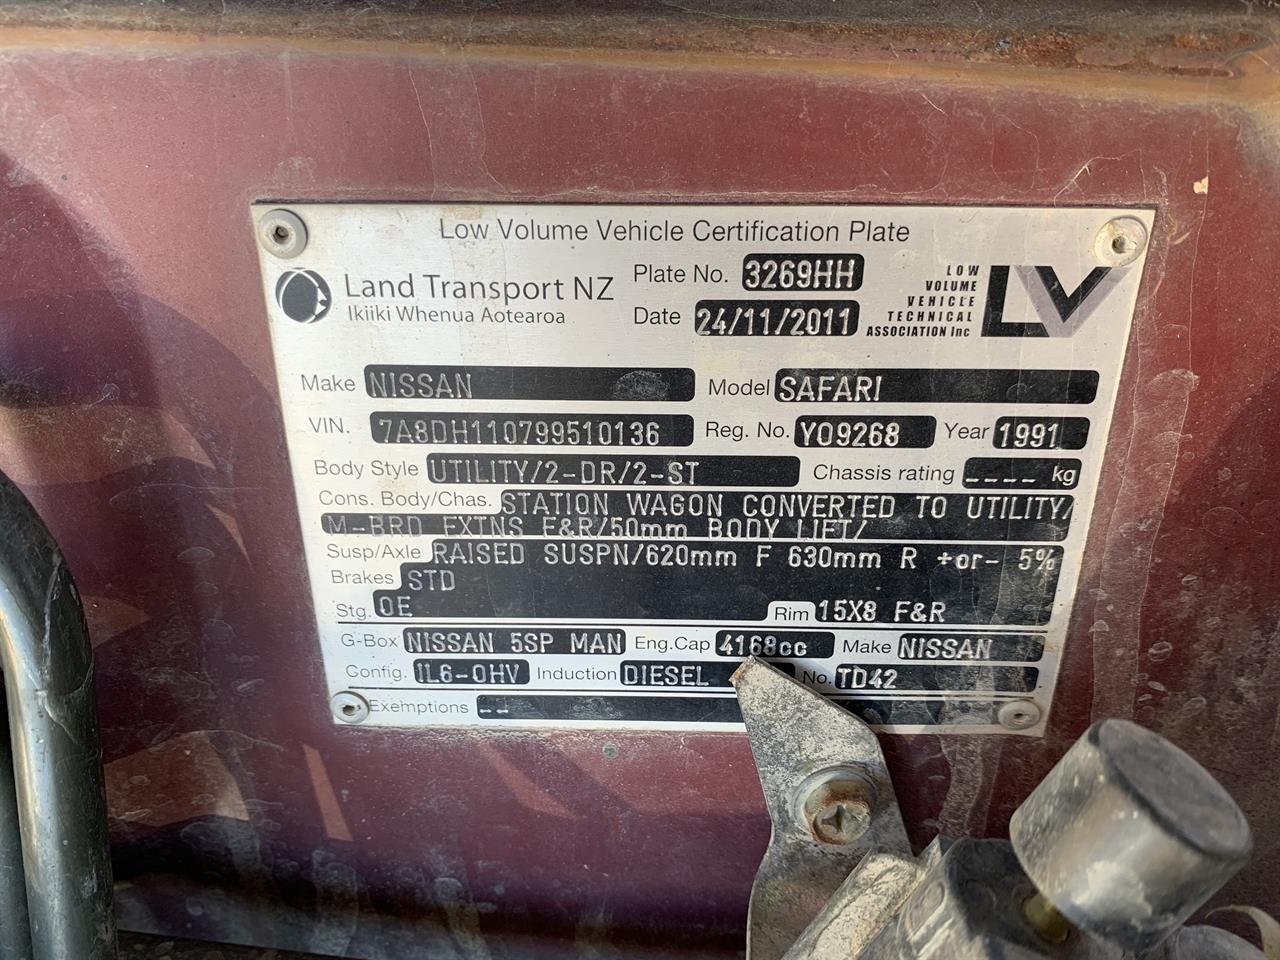 Low Volume Vehicle Certification Plate
Land Transport NZ
Ikiiki Whenua Aotearoa
Plate No. 3269HH
Date 24/11/2011
LOW
VOLUME
VEHICLE
TECHNICAL
ASSOCIATION Inc
LV
Make NISSAN Model SAFARI
VIN. 7A8DH110799510136 Reg. No. YO9268 Year 1991
Body Style UTILITY/2-DR/2-ST Chassis rating ---- kg
Cons. Body/Chas. STATION WAGON CONVERTED TO UTILITY/
M-BRD EXTNS F&R/50mm BODY LIFT/
Susp/Axle RAISED SUSPN/620mm F 630mm R +or- 5%
Brakes STD
Stg. OE Rim 15X8 F&R
G-Box NISSAN 5SP MAN Eng.Cap 4168cc Make NISSAN
Config. IL6-OHV Induction DIESEL No. TD42
Exemptions --